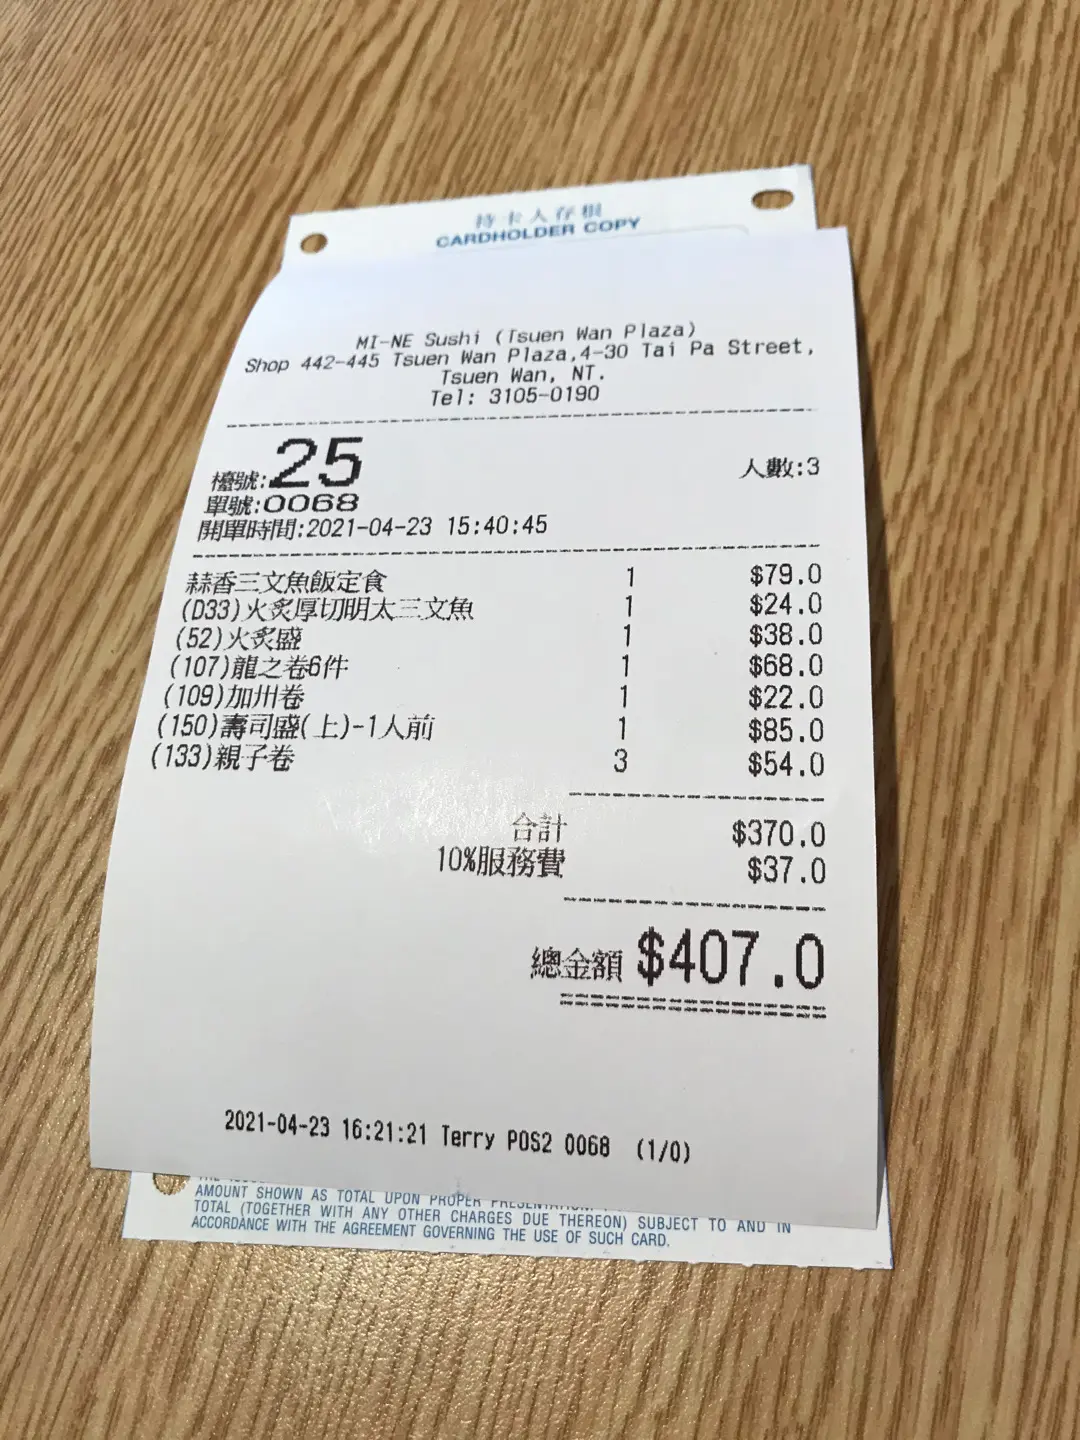 持卡人存根
CARDHOLDER COPY
MI-NE Sushi (Tsuen Wan Plaza)
Shop 442-445 Tsuen Wan Plaza,4-30 Tai Pa Street,
Tsuen Wan, NT.
Tel: 3105-0190
檯號:25 人數:3
單號:0068
開單時間:2021-04-23 15:40:45
蒜香三文魚飯定食 1 $79.0
(D33)火炙厚切明太三文魚 1 $24.0
(52)火炙盛 1 $38.0
(107)龍之卷6件 1 $68.0
(109)加州卷 1 $22.0
(150)壽司盛(上)-1人前 1 $85.0
(133)親子卷 3 $54.0
合計 $370.0
10%服務費 $37.0
總金額 $407.0
2021-04-23 16:21:21 Terry POS2 0068 (1/0)
AMOUNT SHOWN AS TOTAL UPON PROPER
TOTAL (TOGETHER WITH ANY OTHER CHARGES DUE THEREON) SUBJECT TO AND IN
ACCORDANCE WITH THE AGREEMENT GOVERNING THE USE OF SUCH CARD.